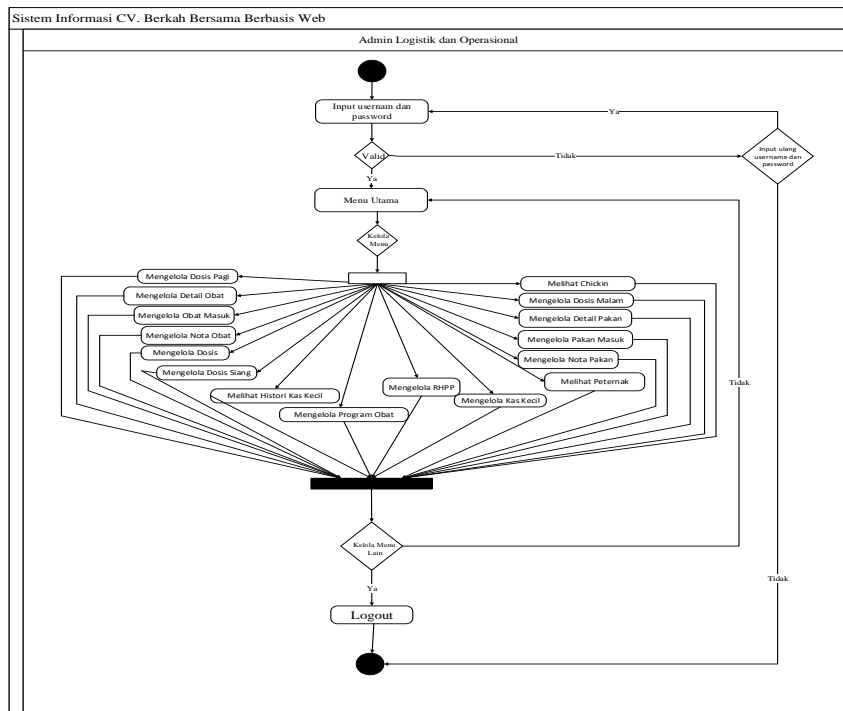 Sistem Informasi CV. Berkah Bersama Berbasis Web
Admin Logistik dan Operasional
Input usernam dan
password
Ya
Valid
Tidak
Input ulang
username dan
password
Ya
Menu Utama
Kelola
Menu
Mengelola Dosis Pagi
Mengelola Detail Obat
Mengelola Obat Masuk
Mengelola Nota Obat
Mengelola Dosis
Mengelola Dosis Siang
Melihat Histori Kas Kecil
Mengelola Program Obat
Mengelola RHPP
Mengelola Kas Kecil
Melihat Peternak
Mengelola Nota Pakan
Mengelola Pakan Masuk
Mengelola Detail Pakan
Mengelola Dosis Malam
Melihat Chickin
Tidak
Kelola Menu
Lain
Ya
Tidak
Logout